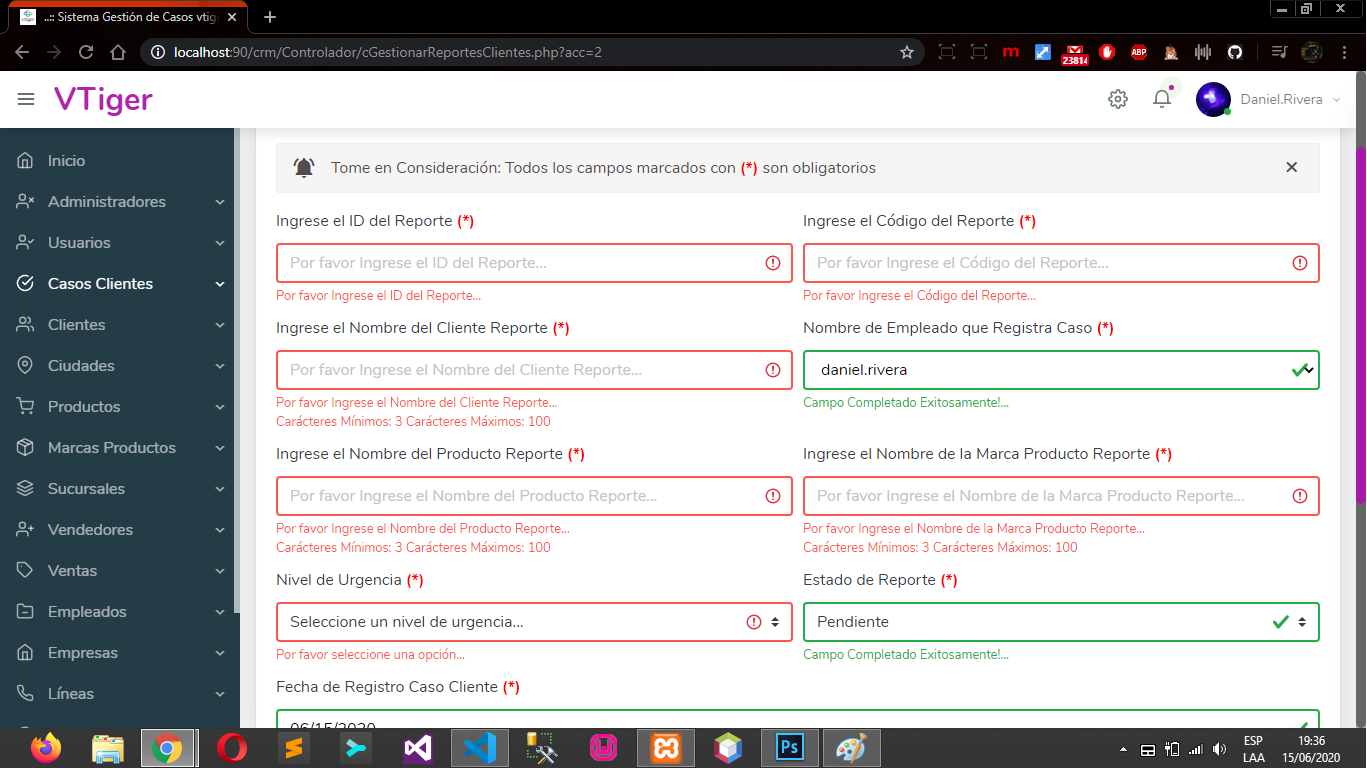 ..:: Sistema Gestión de Casos vtig
localhost:90/crm/Controlador/cGestionarReportesClientes.php?acc=2
m
23814
ABP
VTiger
Daniel.Rivera
Inicio
Administradores
Usuarios
Casos Clientes
Clientes
Ciudades
Productos
Marcas Productos
Sucursales
Vendedores
Ventas
Empleados
Empresas
Líneas
Tome en Consideración: Todos los campos marcados con (*) son obligatorios
Ingrese el ID del Reporte (*)
Por favor Ingrese el ID del Reporte...
Por favor Ingrese el ID del Reporte...
Ingrese el Código del Reporte (*)
Por favor Ingrese el Código del Reporte...
Por favor Ingrese el Código del Reporte...
Ingrese el Nombre del Cliente Reporte (*)
Por favor Ingrese el Nombre del Cliente Reporte...
Por favor Ingrese el Nombre del Cliente Reporte...
Carácteres Mínimos: 3 Carácteres Máximos: 100
Nombre de Empleado que Registra Caso (*)
daniel.rivera
Campo Completado Exitosamente!...
Ingrese el Nombre del Producto Reporte (*)
Por favor Ingrese el Nombre del Producto Reporte...
Por favor Ingrese el Nombre del Producto Reporte...
Carácteres Mínimos: 3 Carácteres Máximos: 100
Ingrese el Nombre de la Marca Producto Reporte (*)
Por favor Ingrese el Nombre de la Marca Producto Reporte...
Por favor Ingrese el Nombre de la Marca Producto Reporte...
Carácteres Mínimos: 3 Carácteres Máximos: 100
Nivel de Urgencia (*)
Seleccione un nivel de urgencia...
Por favor seleccione una opción...
Estado de Reporte (*)
Pendiente
Campo Completado Exitosamente!...
Fecha de Registro Caso Cliente (*)
06/15/2020
Ps
ESP
LAA
19:36
15/06/2020